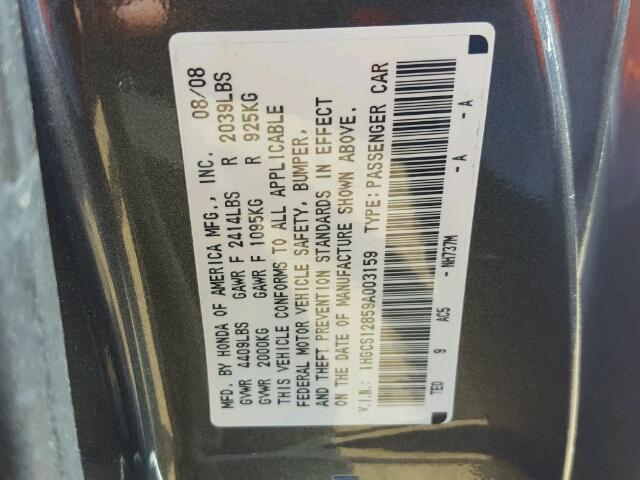 MFD. BY HONDA OF AMERICA MFG., INC. 08/08
GVWR 4409LBS GAWR F 2414LBS R 2039LBS
GVWR 2000KG GAWR F 1095KG R 925KG
THIS VEHICLE CONFORMS TO ALL APPLICABLE
FEDERAL MOTOR VEHICLE SAFETY, BUMPER,
AND THEFT PREVENTION STANDARDS IN EFFECT
ON THE DATE OF MANUFACTURE SHOWN ABOVE.
V.I.N.: 1HGCS12859A003159 TYPE: PASSENGER CAR
TE0 9 AC5 - NH737M - A - A